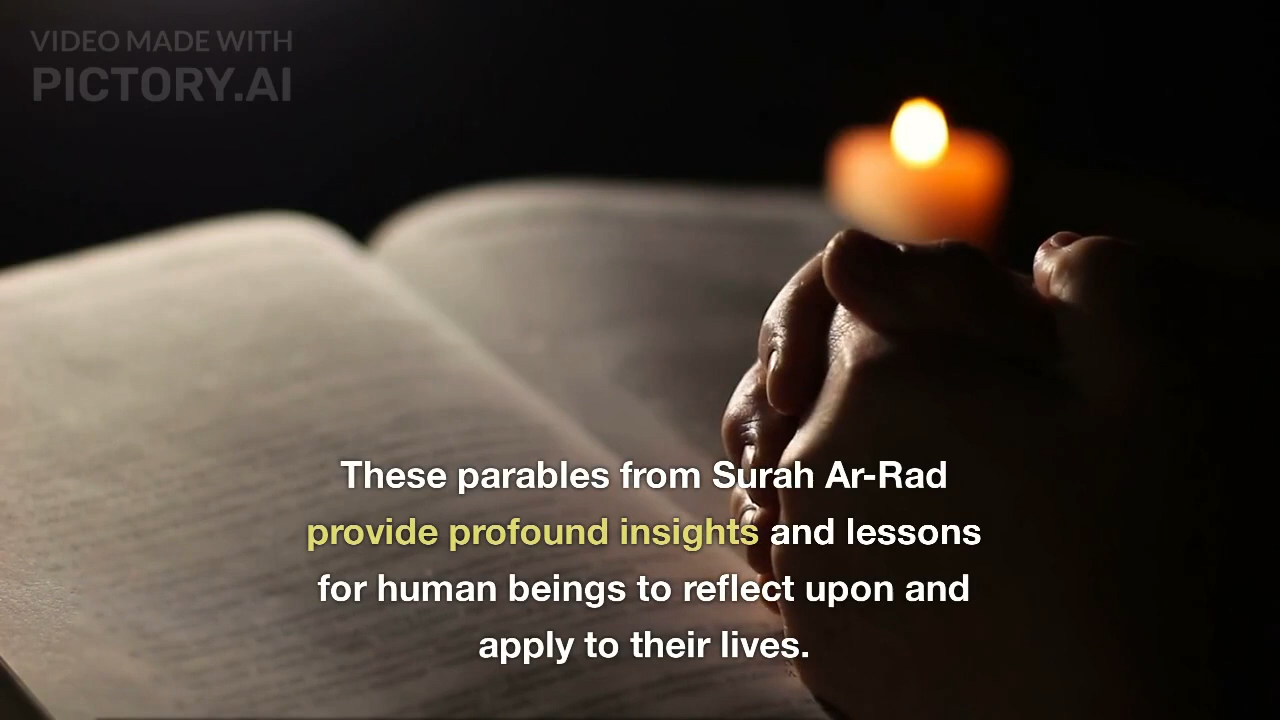 VIDEO MADE WITH
PICTORY.AI
These parables from Surah Ar-Rad
provide profound insights and lessons
for human beings to reflect upon and
apply to their lives.